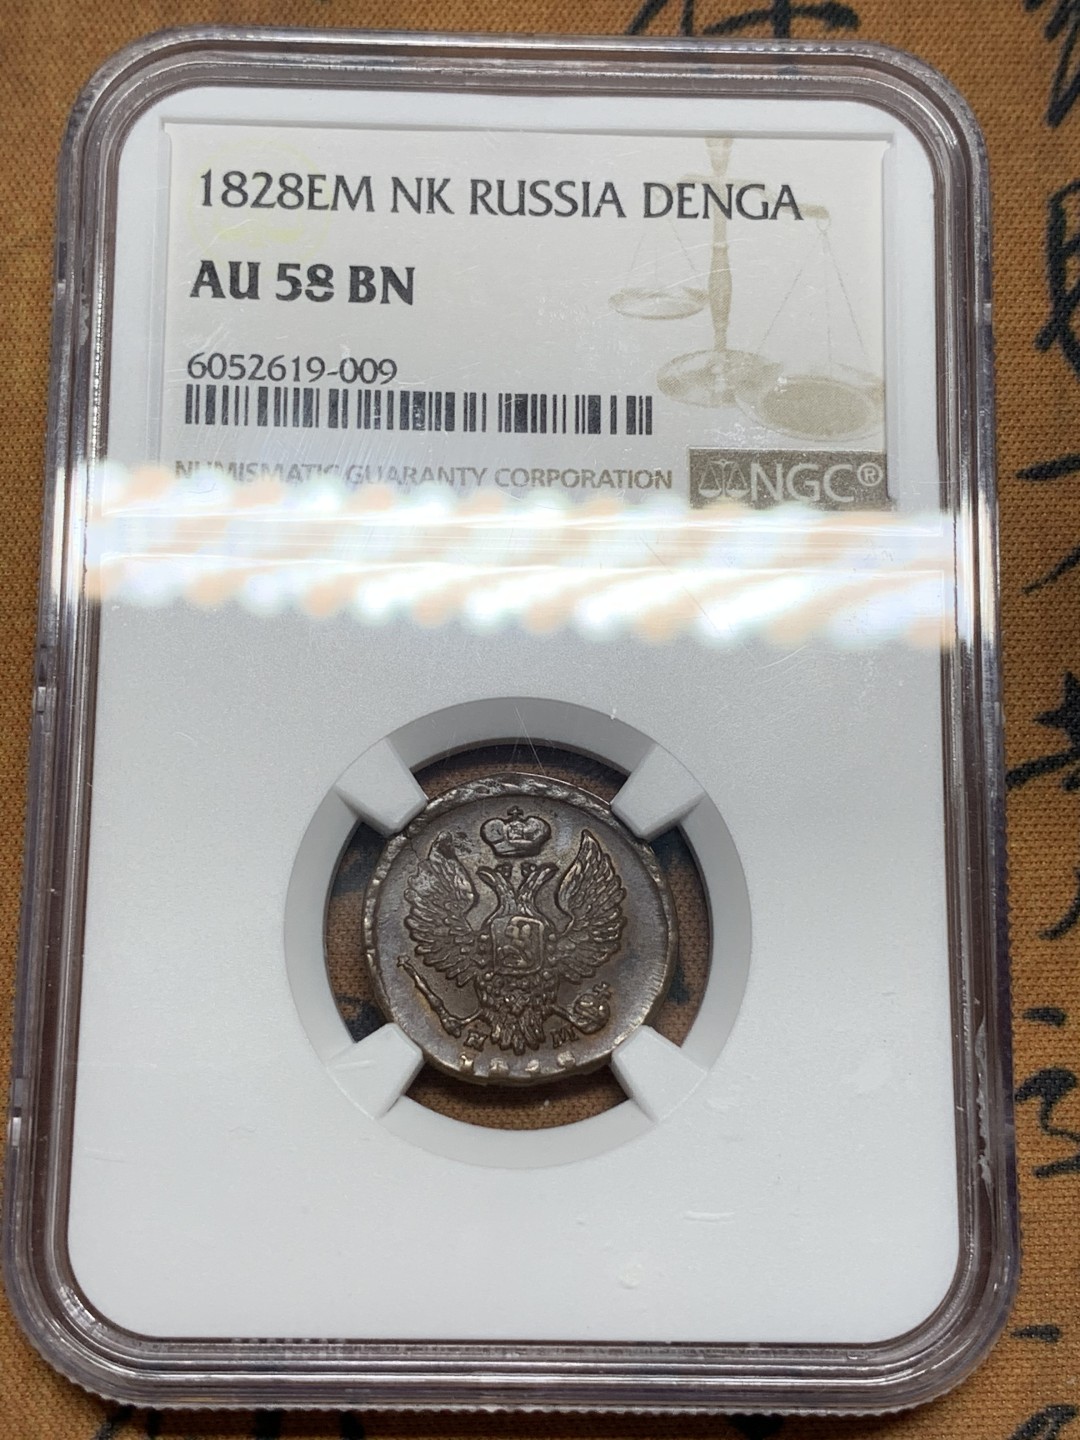 1828EM NK RUSSIA DENGA
AU 58 BN
6052619-009
NUMISMATIC GUARANTY CORPORATION
NGC®